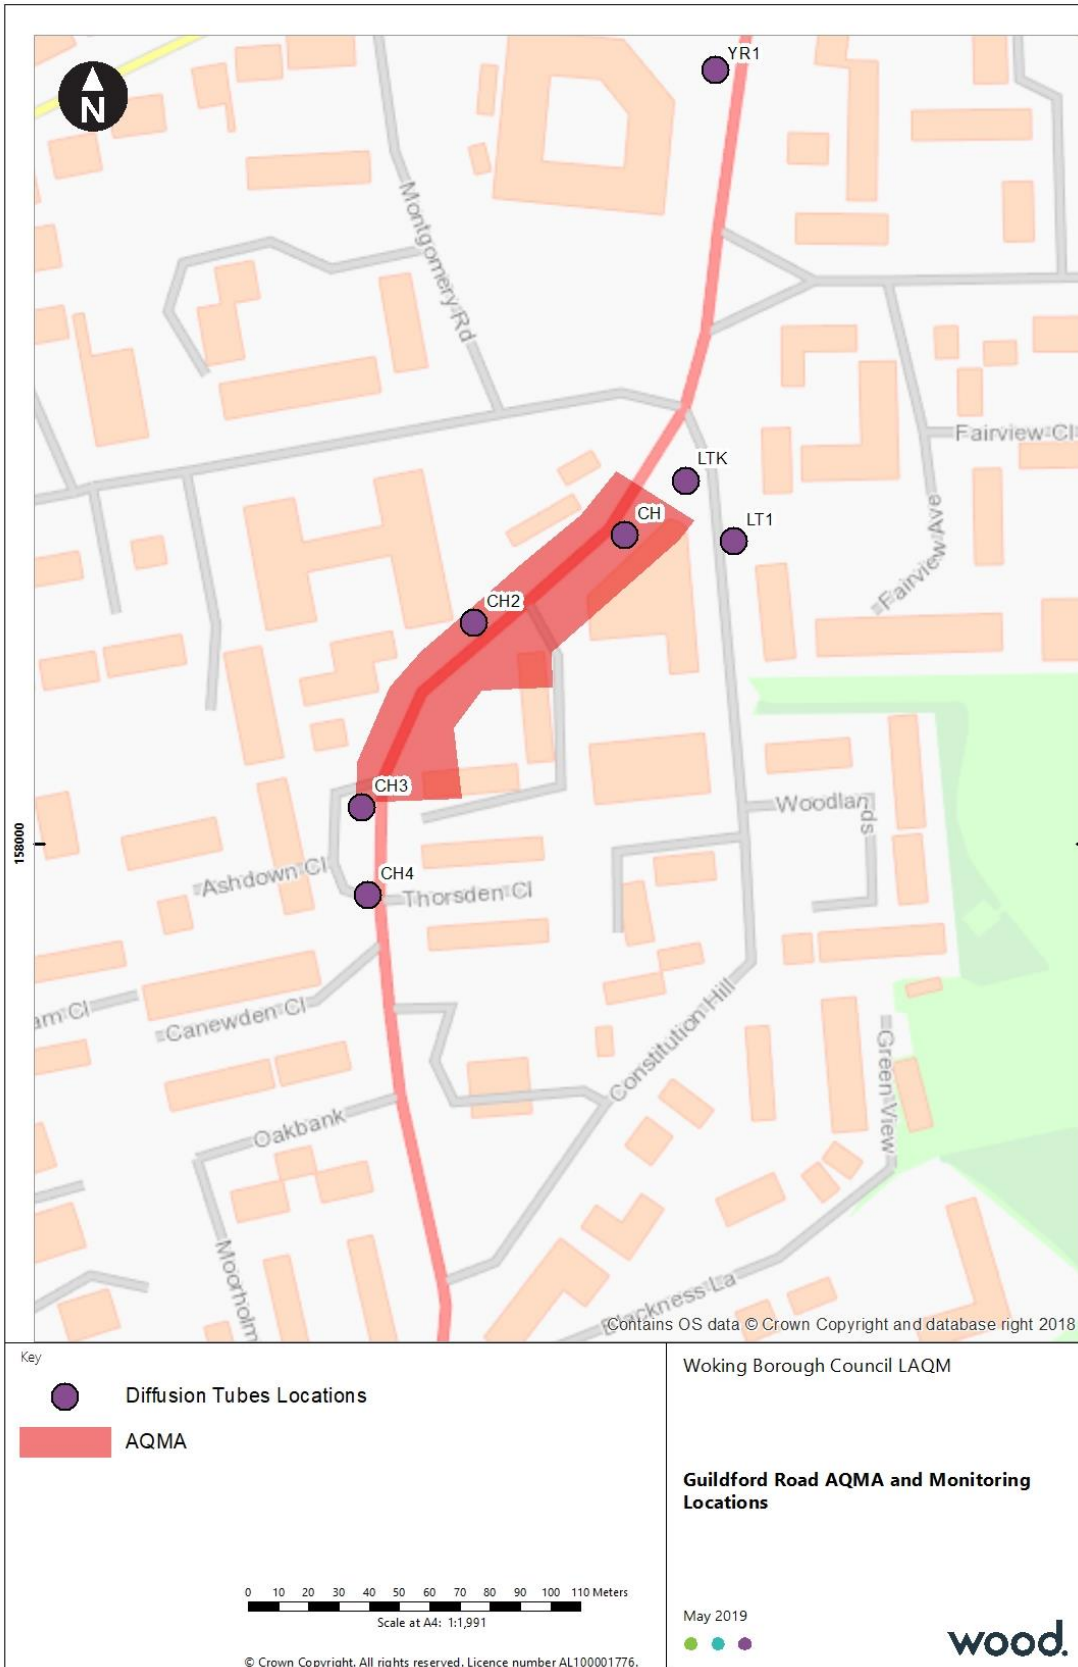 N
YR1
Montgomery Rd
Fairview Cl
LTK
CH
LT1
Fairview Ave
CH2
CH3
Woodlands
158000
Ashdown Cl
CH4
Thorsden Cl
am Cl
Canewden Cl
Constitution Hill
Green View
Oakbank
Moorholm
Blackness La
Contains OS data © Crown Copyright and database right 2018
Key
Diffusion Tubes Locations
AQMA
0 10 20 30 40 50 60 70 80 90 100 110 Meters
Scale at A4: 1:1,991
© Crown Copyright. All rights reserved. Licence number AL100001776.
Woking Borough Council LAQM
Guildford Road AQMA and Monitoring
Locations
May 2019
wood.